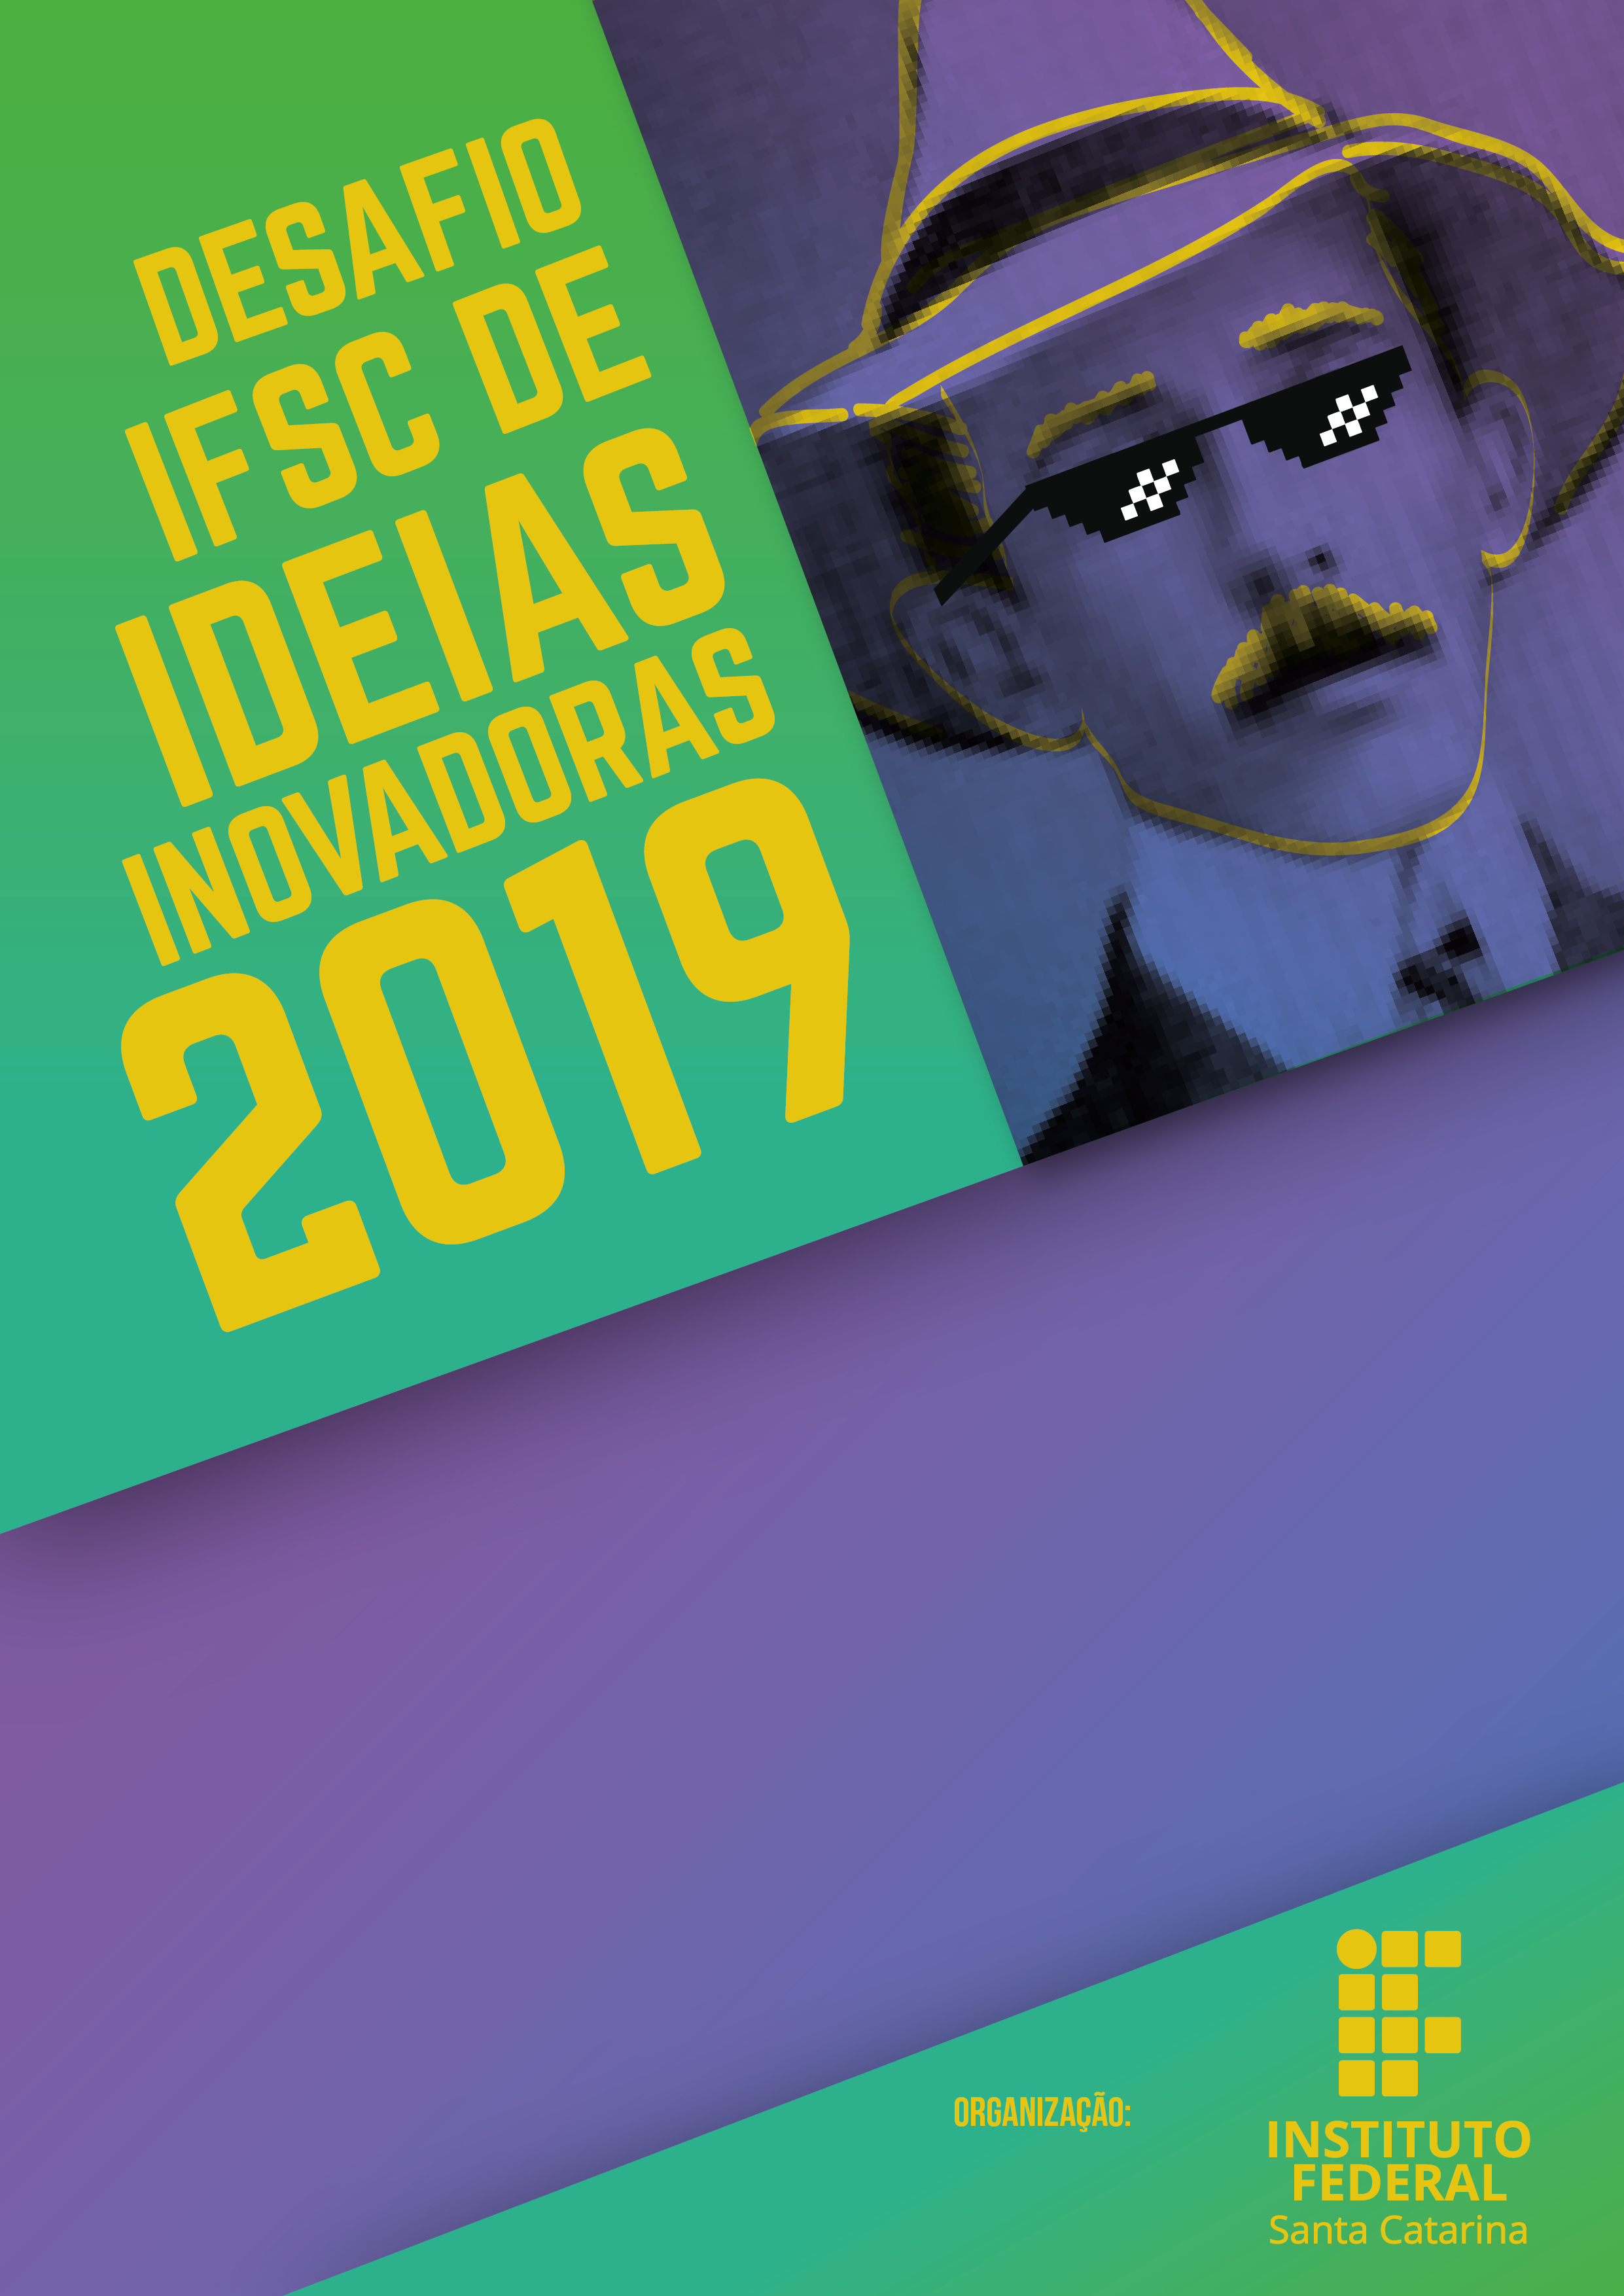 DESAFIO
IFSC DE
IDEIAS
INOVADORAS
2019
ORGANIZAÇÃO:
INSTITUTO
FEDERAL
Santa Catarina